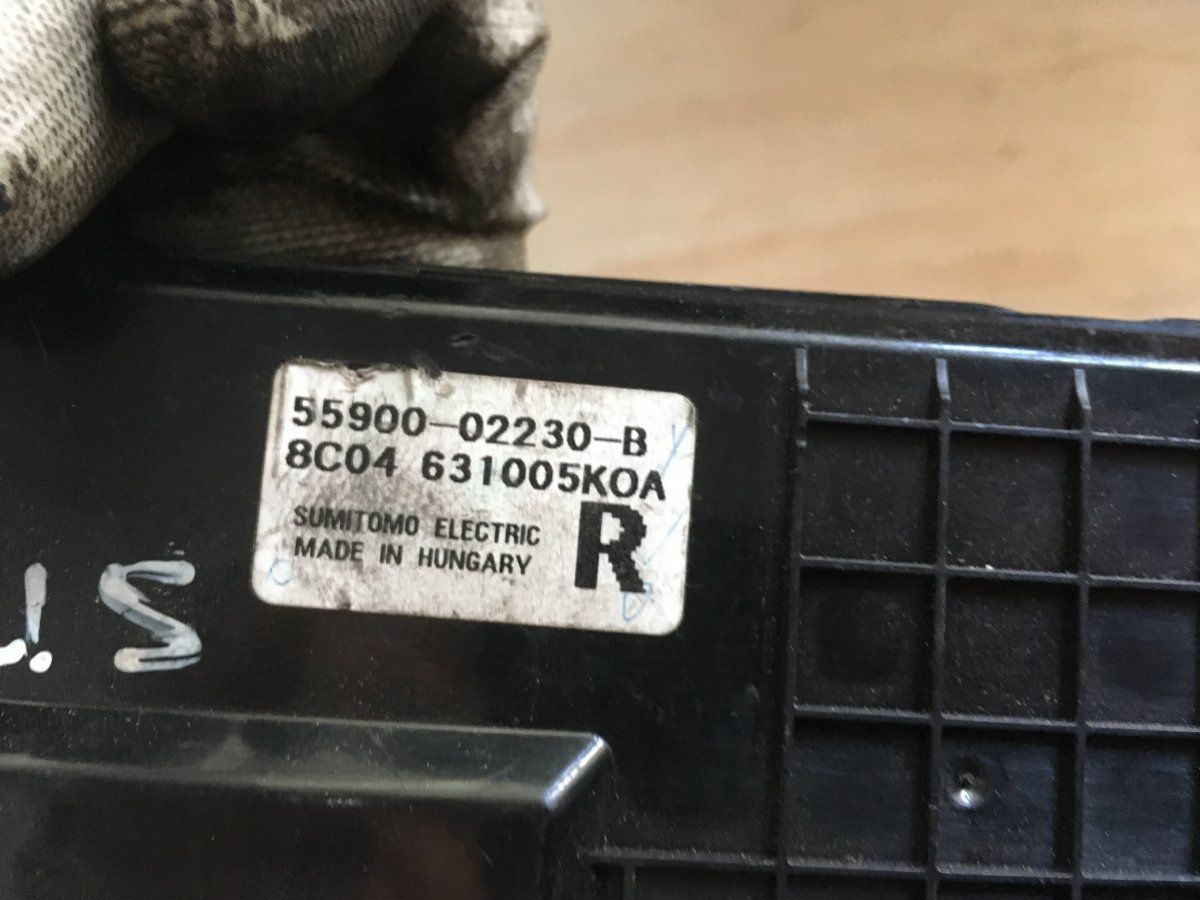 55900-02230-B
8C04 631005KOA
SUMITOMO ELECTRIC
MADE IN HUNGARY
R